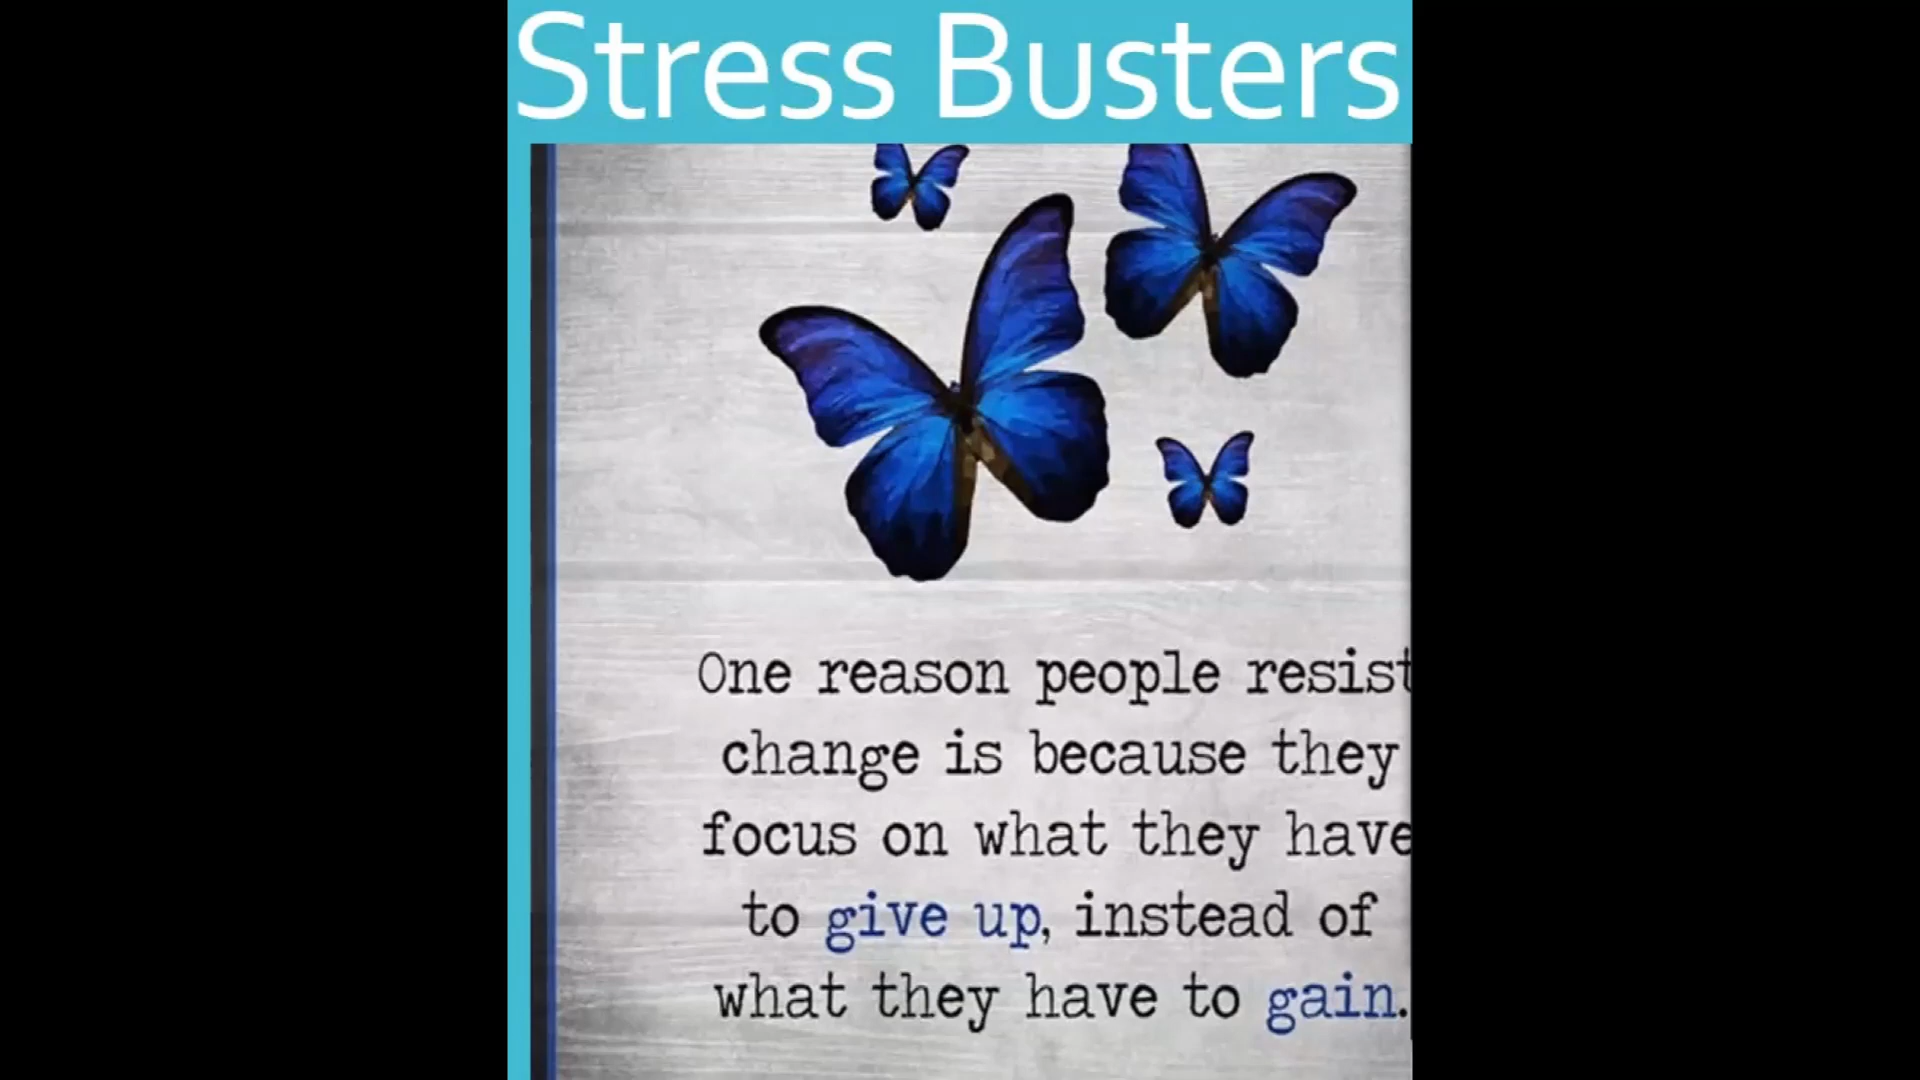 Stress Busters
One reason people resist
change is because they
focus on what they have
to give up, instead of
what they have to gain.